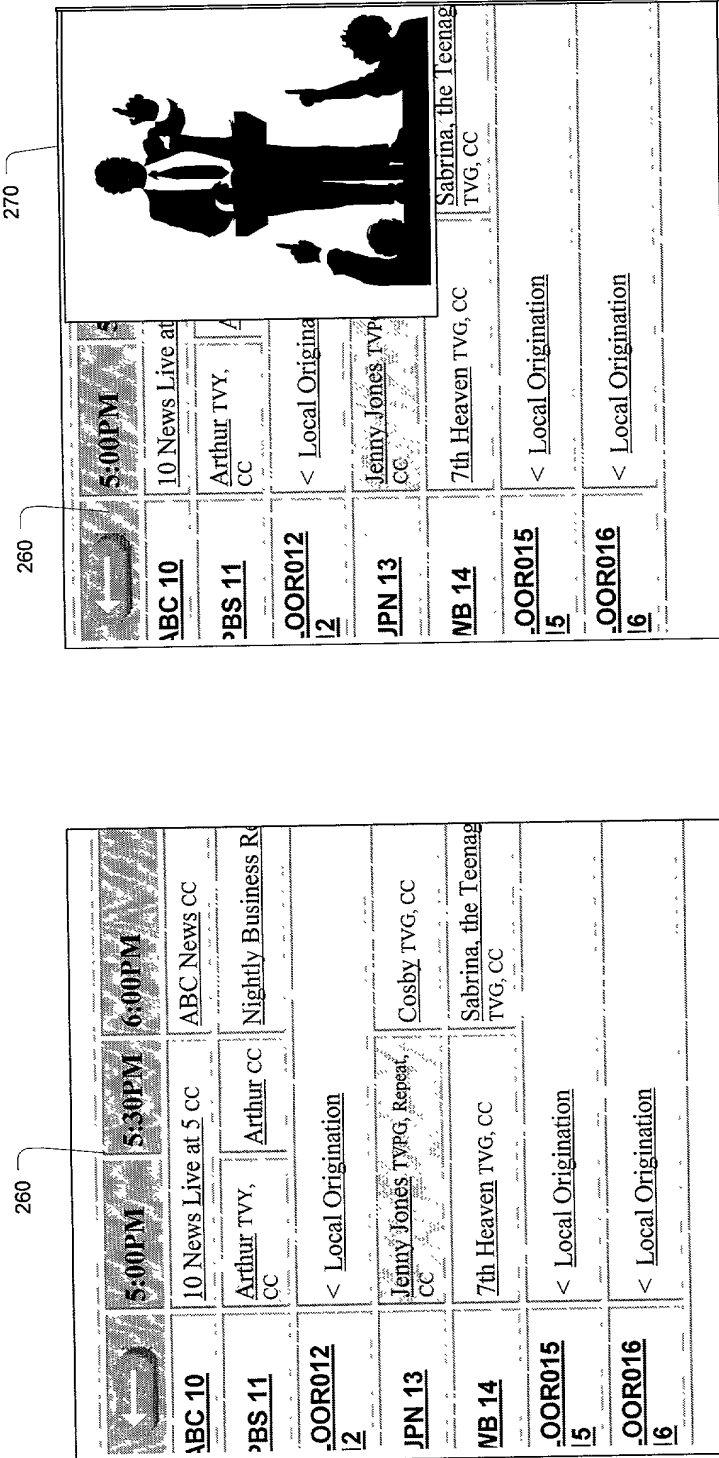 260
5:00PM 5:30PM 6:00PM
ABC 10 10 News Live at 5 CC ABC News CC
PBS 11 Arthur TVY, CC Arthur CC Nightly Business Re
.OOR012 12 < Local Origination
JPN 13 Jenny Jones TVPG, Repeat, CC Cosby TVG, CC
WB 14 7th Heaven TVG, CC Sabrina, the Teenag TVG, CC
.OOR015 15 < Local Origination
.OOR016 16 < Local Origination
260
270
5:00PM 5
ABC 10 10 News Live at
PBS 11 Arthur TVY, CC A
.OOR012 12 < Local Origina
JPN 13 Jenny Jones TVPG CC
WB 14 7th Heaven TVG, CC Sabrina, the Teenag TVG, CC
.OOR015 15 < Local Origination
.OOR016 16 < Local Origination